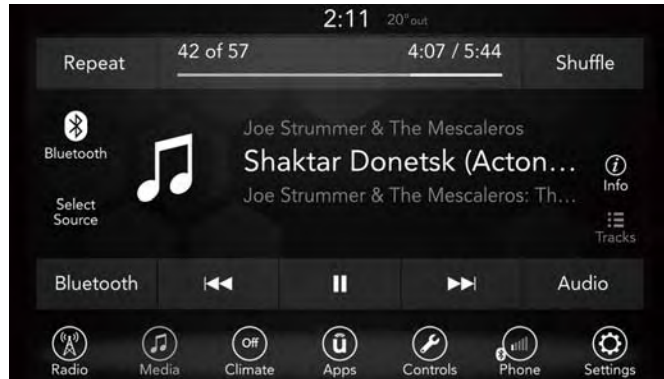 2:11 20°out
Repeat 42 of 57 4:07 / 5:44 Shuffle
Bluetooth
Joe Strummer & The Mescaleros
Shaktar Donetsk (Acton...
Joe Strummer & The Mescaleros: Th...
Info
Select
Source
Tracks
Bluetooth Audio
Radio Media Off Climate ū Apps Controls Phone Settings